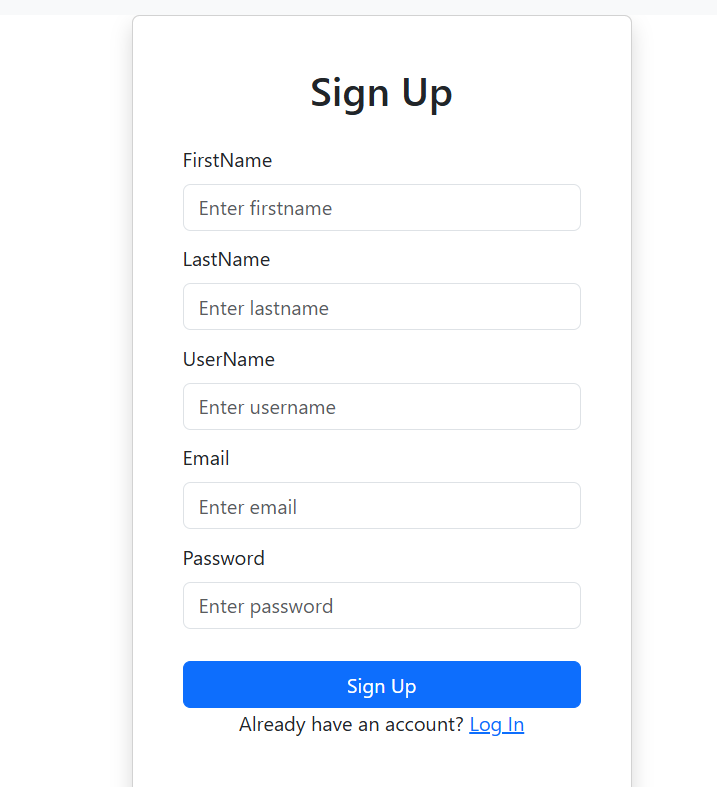 Sign Up
FirstName
Enter firstname
LastName
Enter lastname
UserName
Enter username
Email
Enter email
Password
Enter password
Sign Up
Already have an account? Log In